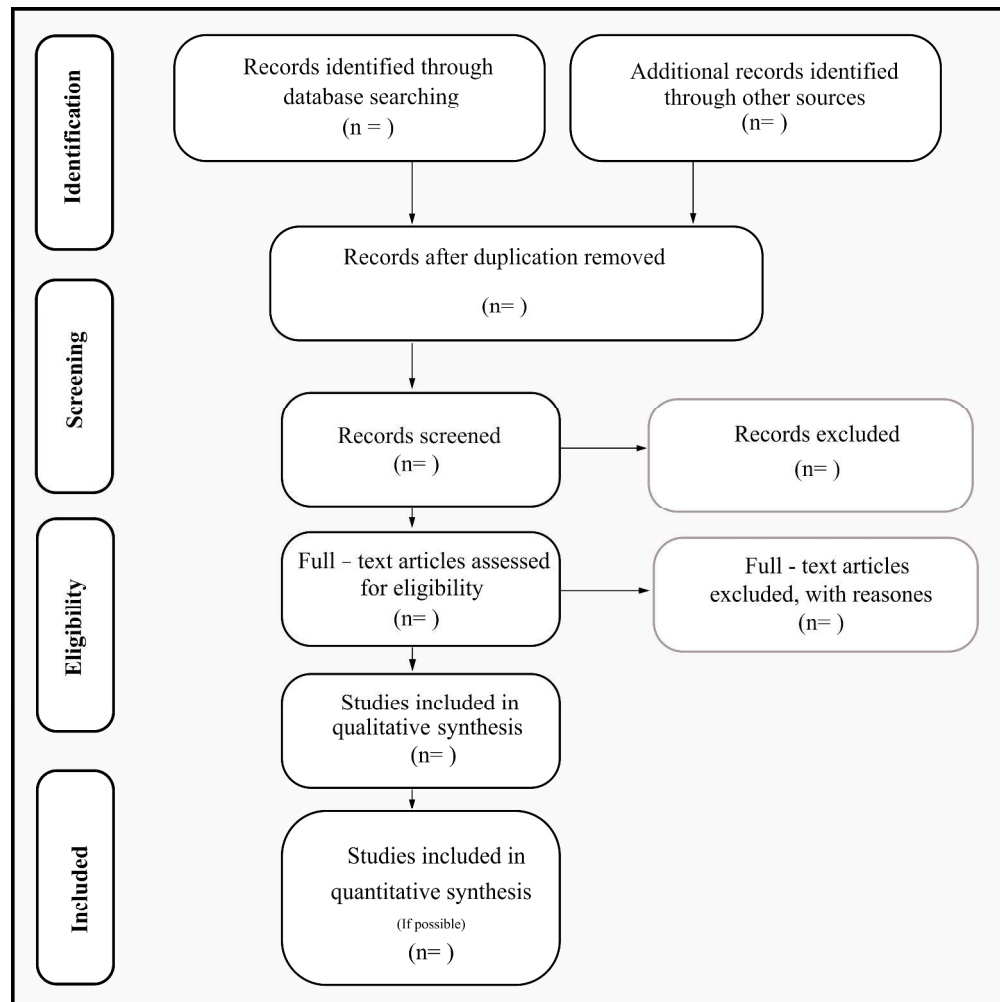 Identification
Records identified through
database searching
(n = )
Additional records identified
through other sources
(n= )
Records after duplication removed
(n= )
Screening
Records screened
(n= )
Records excluded
(n= )
Eligibility
Full – text articles assessed
for eligibility
(n= )
Full - text articles
excluded, with reasones
(n= )
Studies included in
qualitative synthesis
(n= )
Included
Studies included in
quantitative synthesis
(If possible)
(n= )